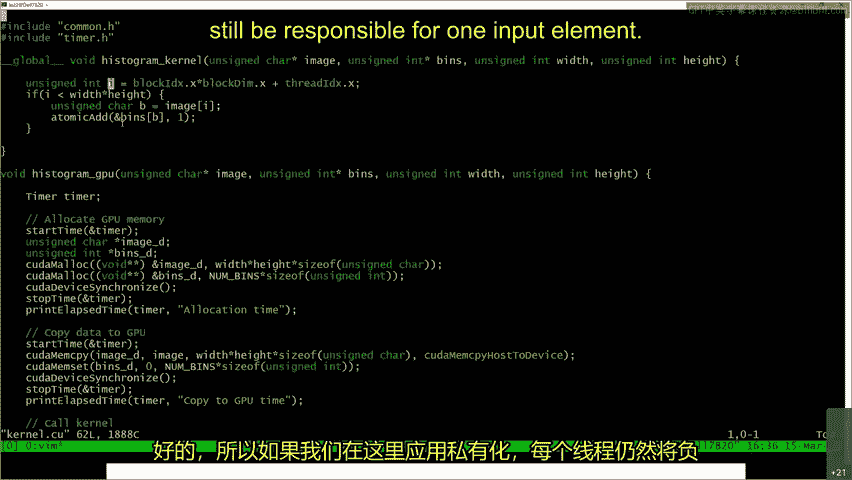 #include "common.h"
#include "timer.h"
still be responsible for one input element.
__global__ void histogram_kernel(unsigned char* image, unsigned int* bins, unsigned int width, unsigned int height) {
unsigned int i = blockIdx.x*blockDim.x + threadIdx.x;
if(i < width*height) {
unsigned char b = image[i];
atomicAdd(&bins[b], 1);
}
}
void histogram_gpu(unsigned char* image, unsigned int* bins, unsigned int width, unsigned int height) {
Timer timer;
// Allocate GPU memory
startTime(&timer);
unsigned char *image_d;
unsigned int *bins_d;
cudaMalloc((void**) &image_d, width*height*sizeof(unsigned char));
cudaMalloc((void**) &bins_d, NUM_BINS*sizeof(unsigned int));
cudaDeviceSynchronize();
stopTime(&timer);
printElapsedTime(timer, "Allocation time");
// Copy data to GPU
startTime(&timer);
cudaMemcpy(image_d, image, width*height*sizeof(unsigned char), cudaMemcpyHostToDevice);
cudaMemset(bins_d, 0, NUM_BINS*sizeof(unsigned int));
cudaDeviceSynchronize();
stopTime(&timer);
printElapsedTime(timer, "Copy to GPU time");
// Call kernel
"kernel.cu" 62L, 1888C 1,0-1
[0] 0:vim* 16:36 15-mar
好的，所以如果我们在这里应用私有化，每个线程仍然将负
+21